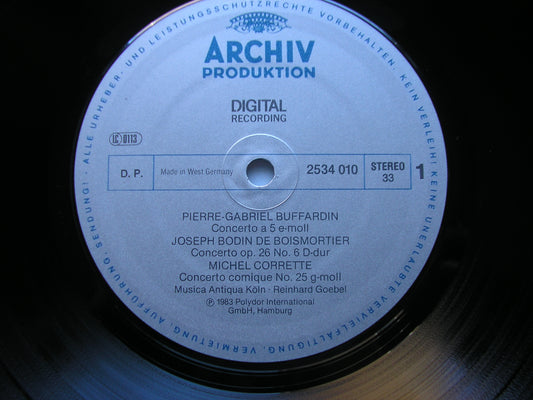 ALLE URHEBER- UND LEISTUNGSSCHUTZRECHTE VORBEHALTEN. KEIN VERLEIH! KEINE UNERLAUBTE VERVIELFÄLTIGUNG, VERMIETUNG, AUFFÜHRUNG, SENDUNG!
ARCHIV
PRODUKTION
DIGITAL
RECORDING
LC 0113
D. P. Made in West Germany 2534 010 STEREO 33 1
PIERRE-GABRIEL BUFFARDIN
Concerto a 5 e-moll
JOSEPH BODIN DE BOISMORTIER
Concerto op. 26 No. 6 D-dur
MICHEL CORRETTE
Concerto comique No. 25 g-moll
Musica Antiqua Köln · Reinhard Goebel
Ⓟ 1983 Polydor International
GmbH, Hamburg